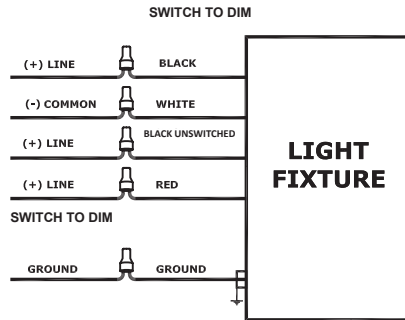 SWITCH TO DIM
(+) LINE BLACK
(-) COMMON WHITE
(+) LINE BLACK UNSWITCHED
(+) LINE RED
SWITCH TO DIM
GROUND GROUND
LIGHT
FIXTURE